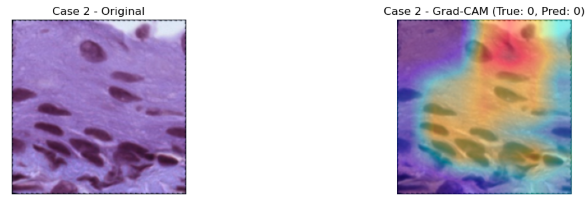 Case 2 - Original
Case 2 - Grad-CAM (True: 0, Pred: 0)